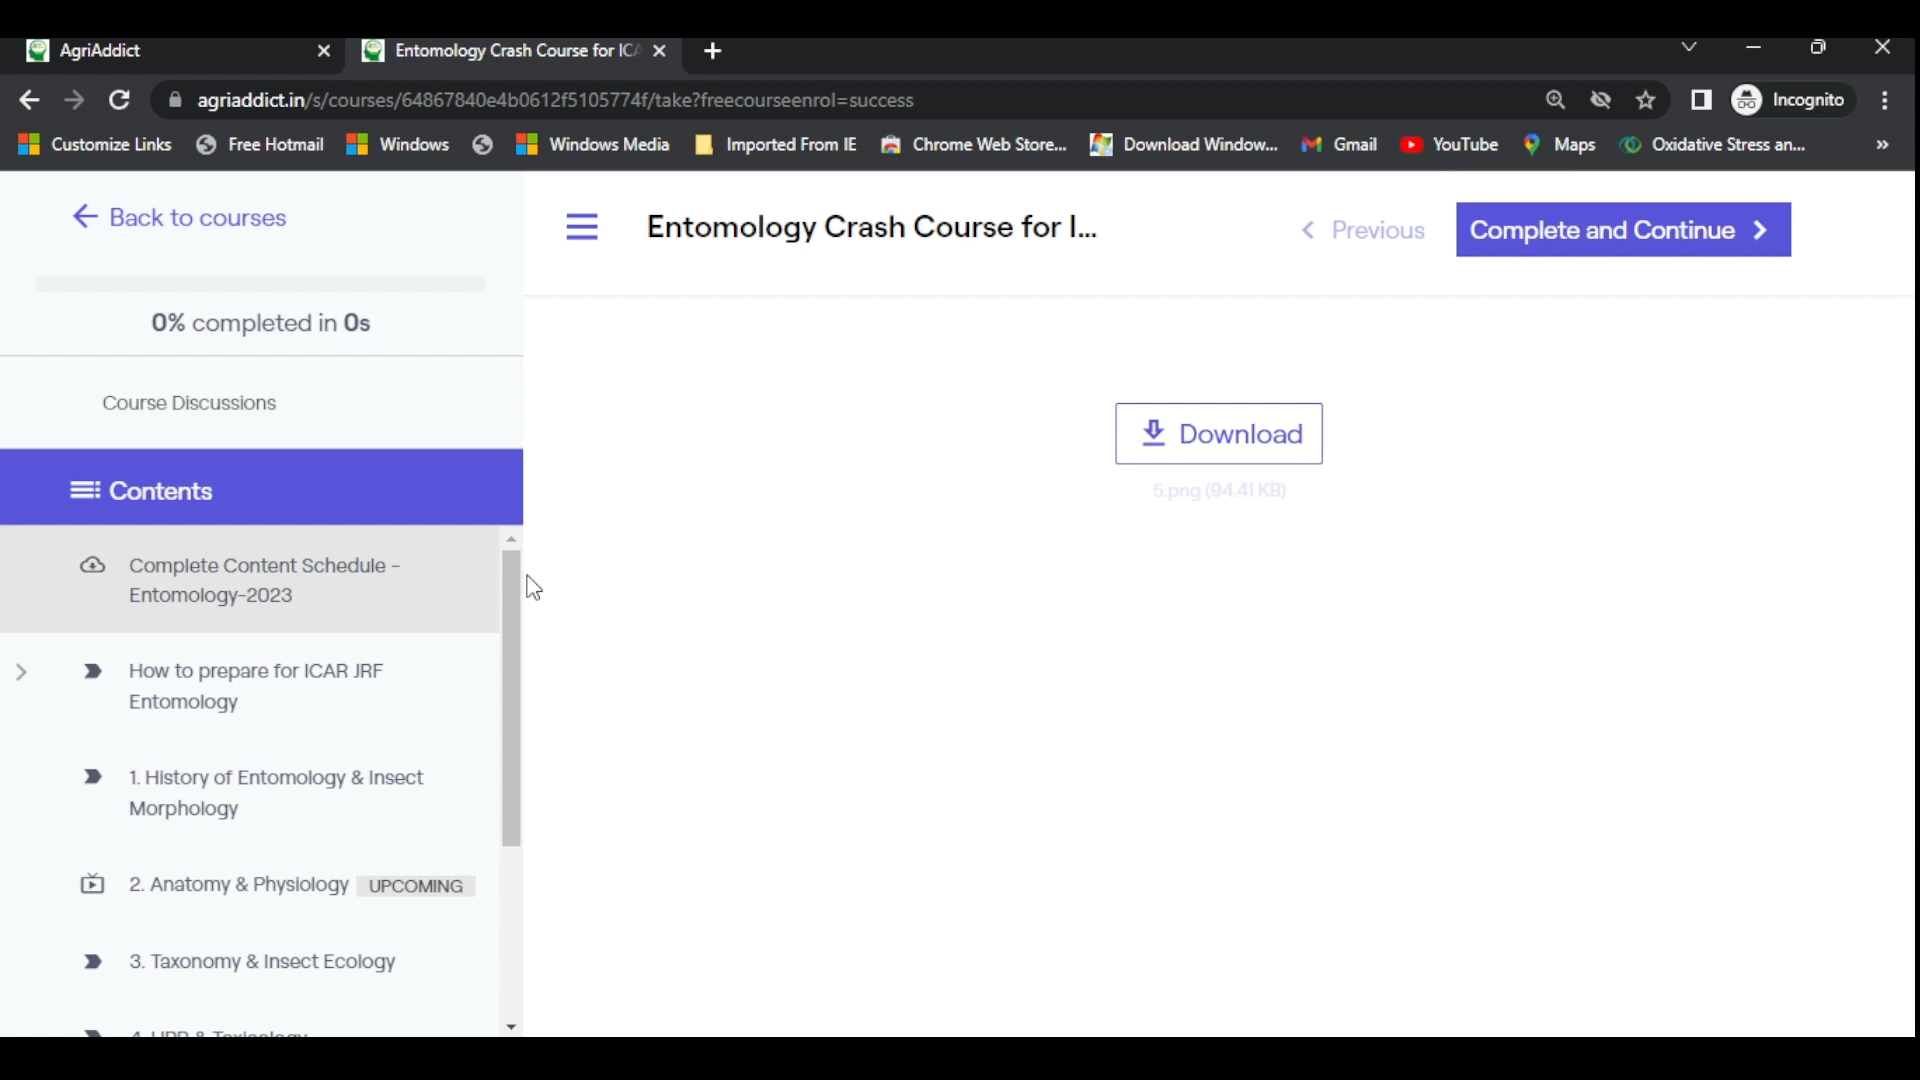 AgriAddict
Entomology Crash Course for ICA
agriaddict.in/s/courses/64867840e4b0612f5105774f/take?freecourseenrol=success
Incognito
Customize Links Free Hotmail Windows Windows Media Imported From IE Chrome Web Store... Download Window... Gmail YouTube Maps Oxidative Stress an... »
Back to courses
Entomology Crash Course for I...
Previous
Complete and Continue
0% completed in 0s
Course Discussions
Contents
Complete Content Schedule -
Entomology-2023
How to prepare for ICAR JRF
Entomology
1. History of Entomology & Insect
Morphology
2. Anatomy & Physiology UPCOMING
3. Taxonomy & Insect Ecology
Download
5.png (94.41 KB)